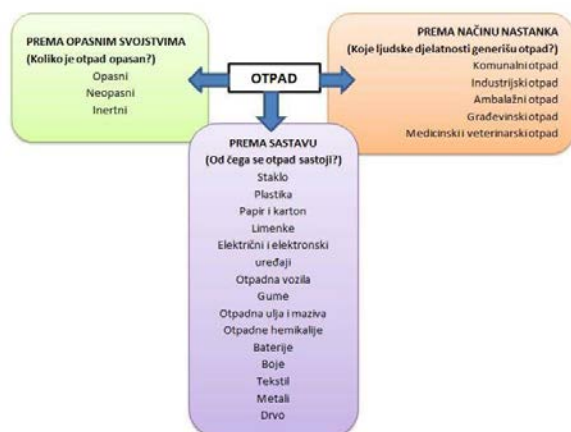 PREMA OPASNIM SVOJSTVIMA
(Koliko je otpad opasan?)
Opasni
Neopasni
Inertni
OTPAD
PREMA NAČINU NASTANKA
(Koje ljudske djelatnosti generišu otpad?)
Komunalni otpad
Industrijski otpad
Ambalažni otpad
Građevinski otpad
Medicinski i veterinarski otpad
PREMA SASTAVU
(Od čega se otpad sastoji?)
Staklo
Plastika
Papir i karton
Limenke
Električni i elektronski
uređaji
Otpadna vozila
Gume
Otpadna ulja i maziva
Otpadne hemikalije
Baterije
Boje
Tekstil
Metali
Drvo